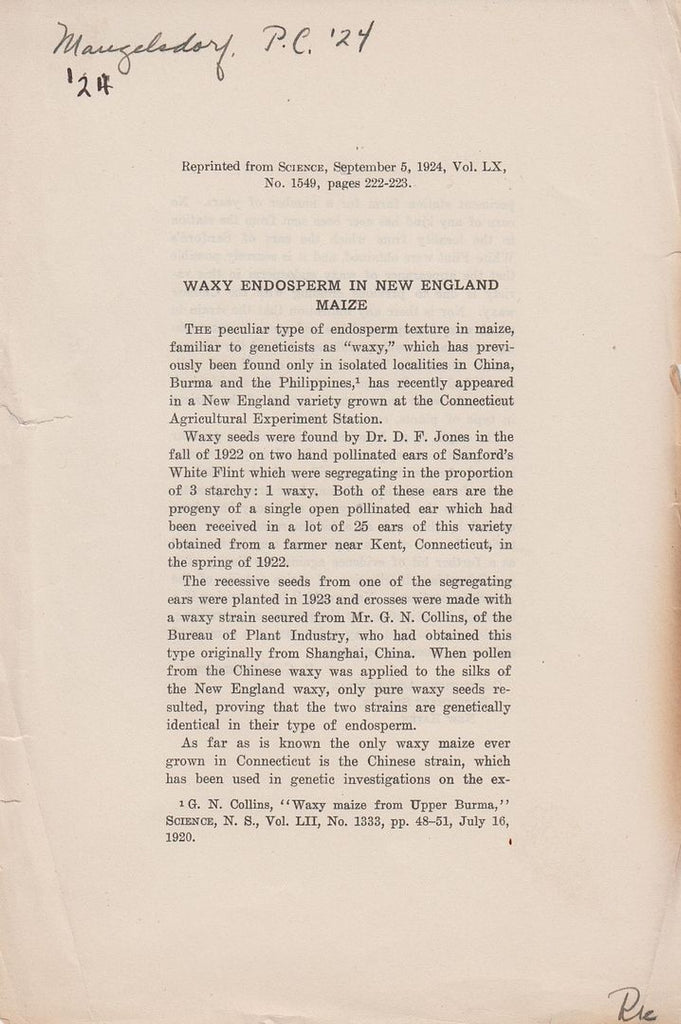 Mangelsdorf, P.C. '24
'24
Reprinted from SCIENCE, September 5, 1924, Vol. LX,
No. 1549, pages 222-223.
WAXY ENDOSPERM IN NEW ENGLAND
MAIZE
THE peculiar type of endosperm texture in maize,
familiar to geneticists as “waxy,” which has previ-
ously been found only in isolated localities in China,
Burma and the Philippines,¹ has recently appeared
in a New England variety grown at the Connecticut
Agricultural Experiment Station.
Waxy seeds were found by Dr. D. F. Jones in the
fall of 1922 on two hand pollinated ears of Sanford's
White Flint which were segregating in the proportion
of 3 starchy: 1 waxy. Both of these ears are the
progeny of a single open pollinated ear which had
been received in a lot of 25 ears of this variety
obtained from a farmer near Kent, Connecticut, in
the spring of 1922.
The recessive seeds from one of the segregating
ears were planted in 1923 and crosses were made with
a waxy strain secured from Mr. G. N. Collins, of the
Bureau of Plant Industry, who had obtained this
type originally from Shanghai, China. When pollen
from the Chinese waxy was applied to the silks of
the New England waxy, only pure waxy seeds re-
sulted, proving that the two strains are genetically
identical in their type of endosperm.
As far as is known the only waxy maize ever
grown in Connecticut is the Chinese strain, which
has been used in genetic investigations on the ex-
¹ G. N. Collins, ‘‘Waxy maize from Upper Burma,’’
SCIENCE, N. S., Vol. LII, No. 1333, pp. 48–51, July 16,
1920.